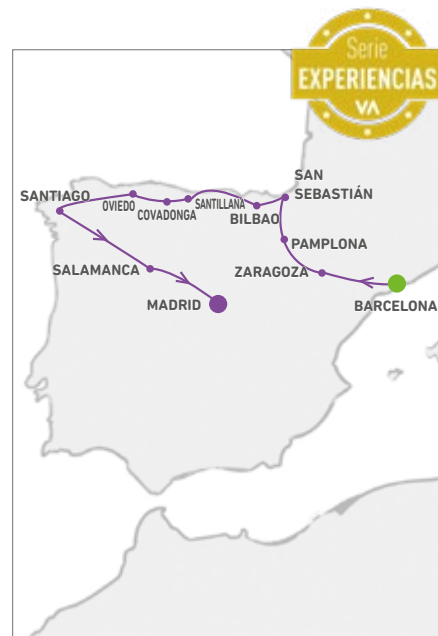 Serie
EXPERIENCIAS
VA
SAN
SEBASTIÁN
SANTIAGO
OVIEDO
COVADONGA
SANTILLANA
BILBAO
PAMPLONA
ZARAGOZA
SALAMANCA
MADRID
BARCELONA